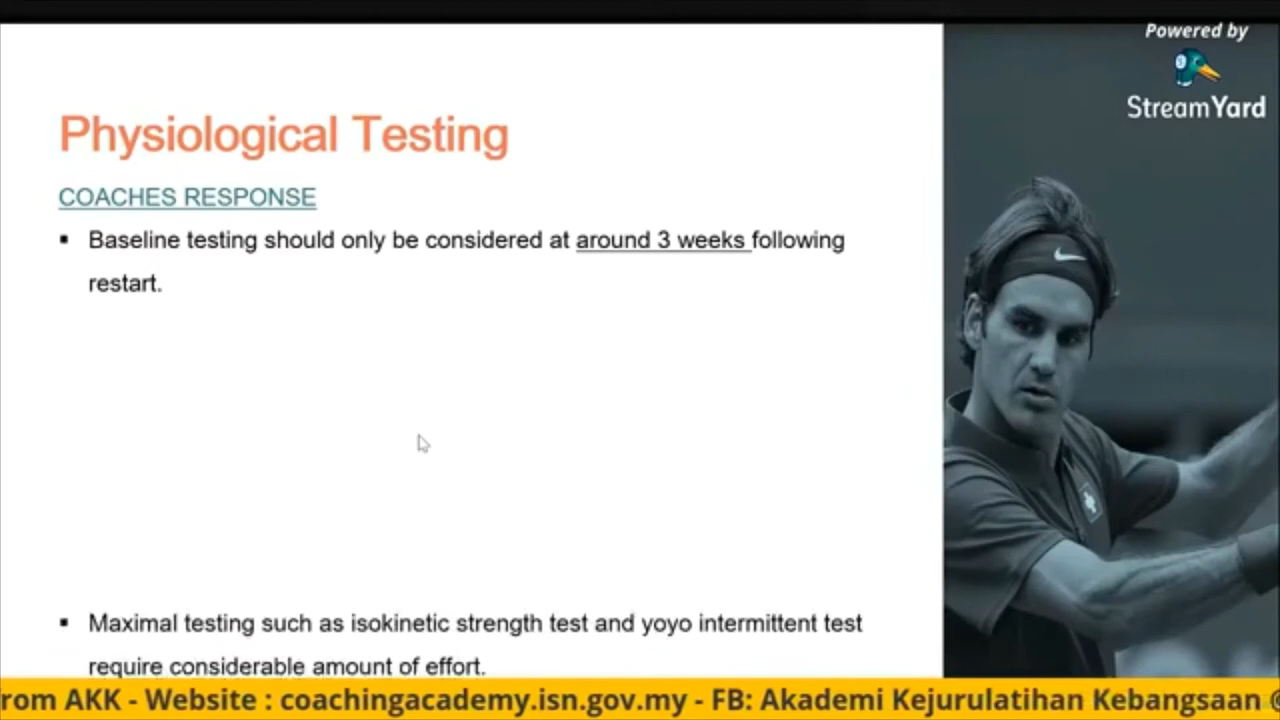 Powered by
StreamYard
Physiological Testing
COACHES RESPONSE
▪ Baseline testing should only be considered at around 3 weeks following
restart.
▪ Maximal testing such as isokinetic strength test and yoyo intermittent test
require considerable amount of effort.
rom AKK - Website : coachingacademy.isn.gov.my - FB: Akademi Kejurulatihan Kebangsaan